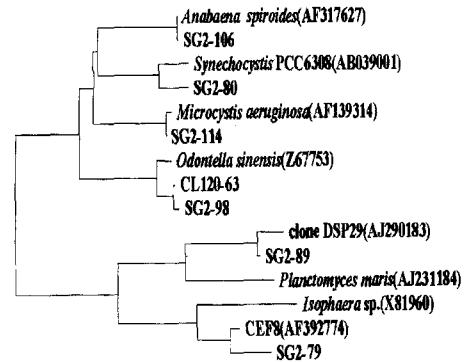 Anabaena spiroides(AF317627)
SG2-106
Synechocystis PCC6308(AB039001)
SG2-80
Microcystis aeruginosa(AF139314)
SG2-114
Odontella sinensis(Z67753)
CL120-63
SG2-98
clone DSP29(AJ290183)
SG2-89
Planctomyces maris(AJ231184)
Isophaera sp.(X81960)
CEF8(AF392774)
SG2-79